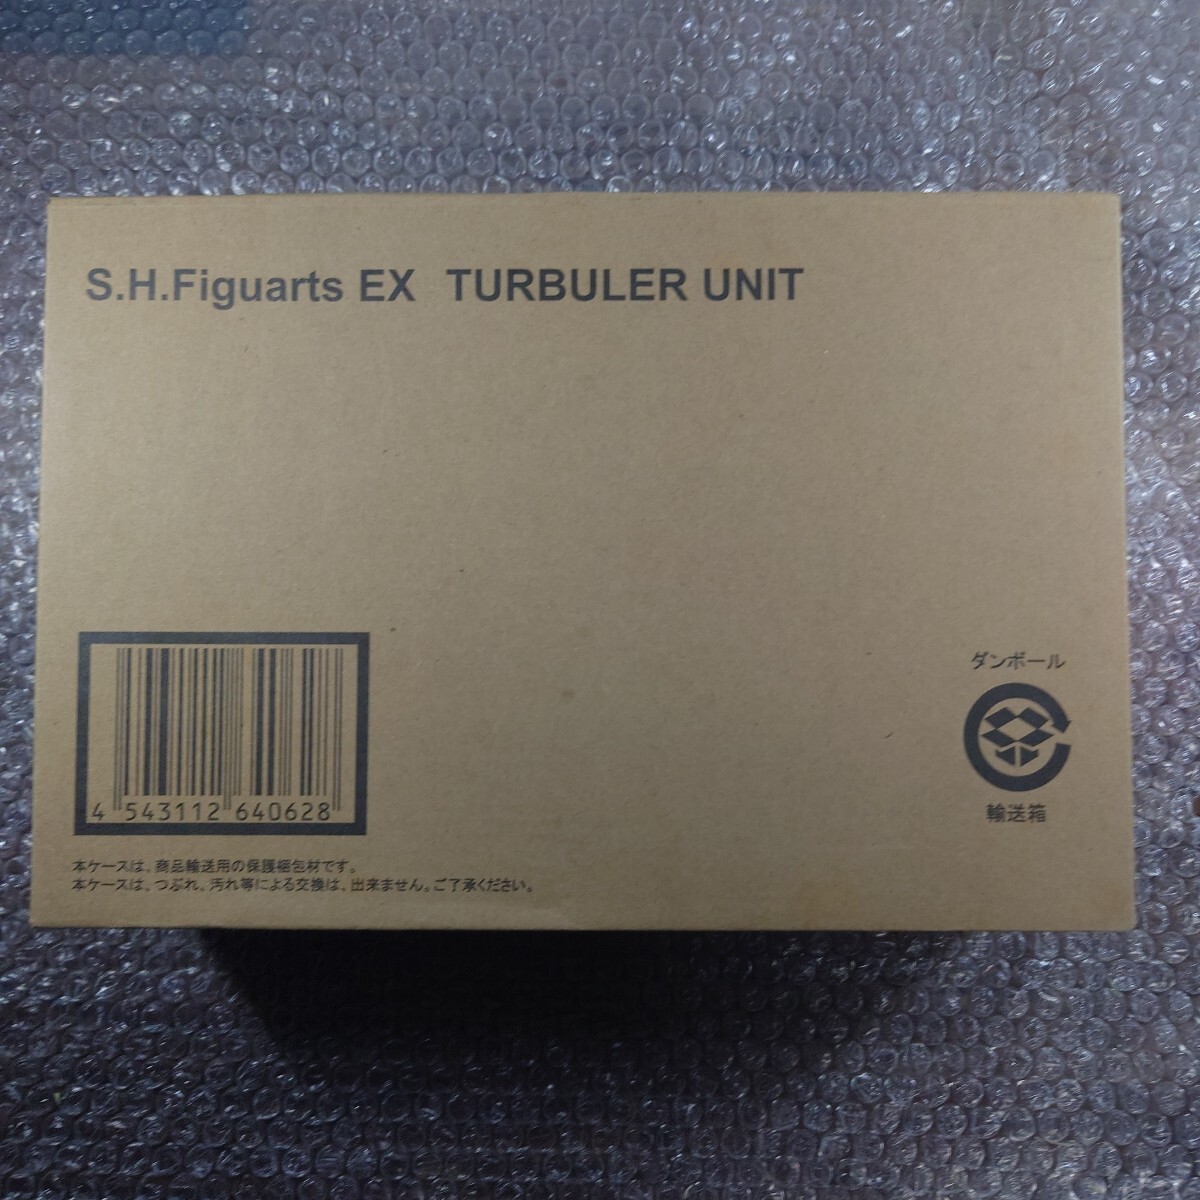 S.H.Figuarts EX TURBULER UNIT
ダンボール
輸送箱
4 543112 640628
本ケースは、商品輸送用の保護梱包材です。
本ケースは、つぶれ、汚れ等による交換は、出来ません。ご了承ください。